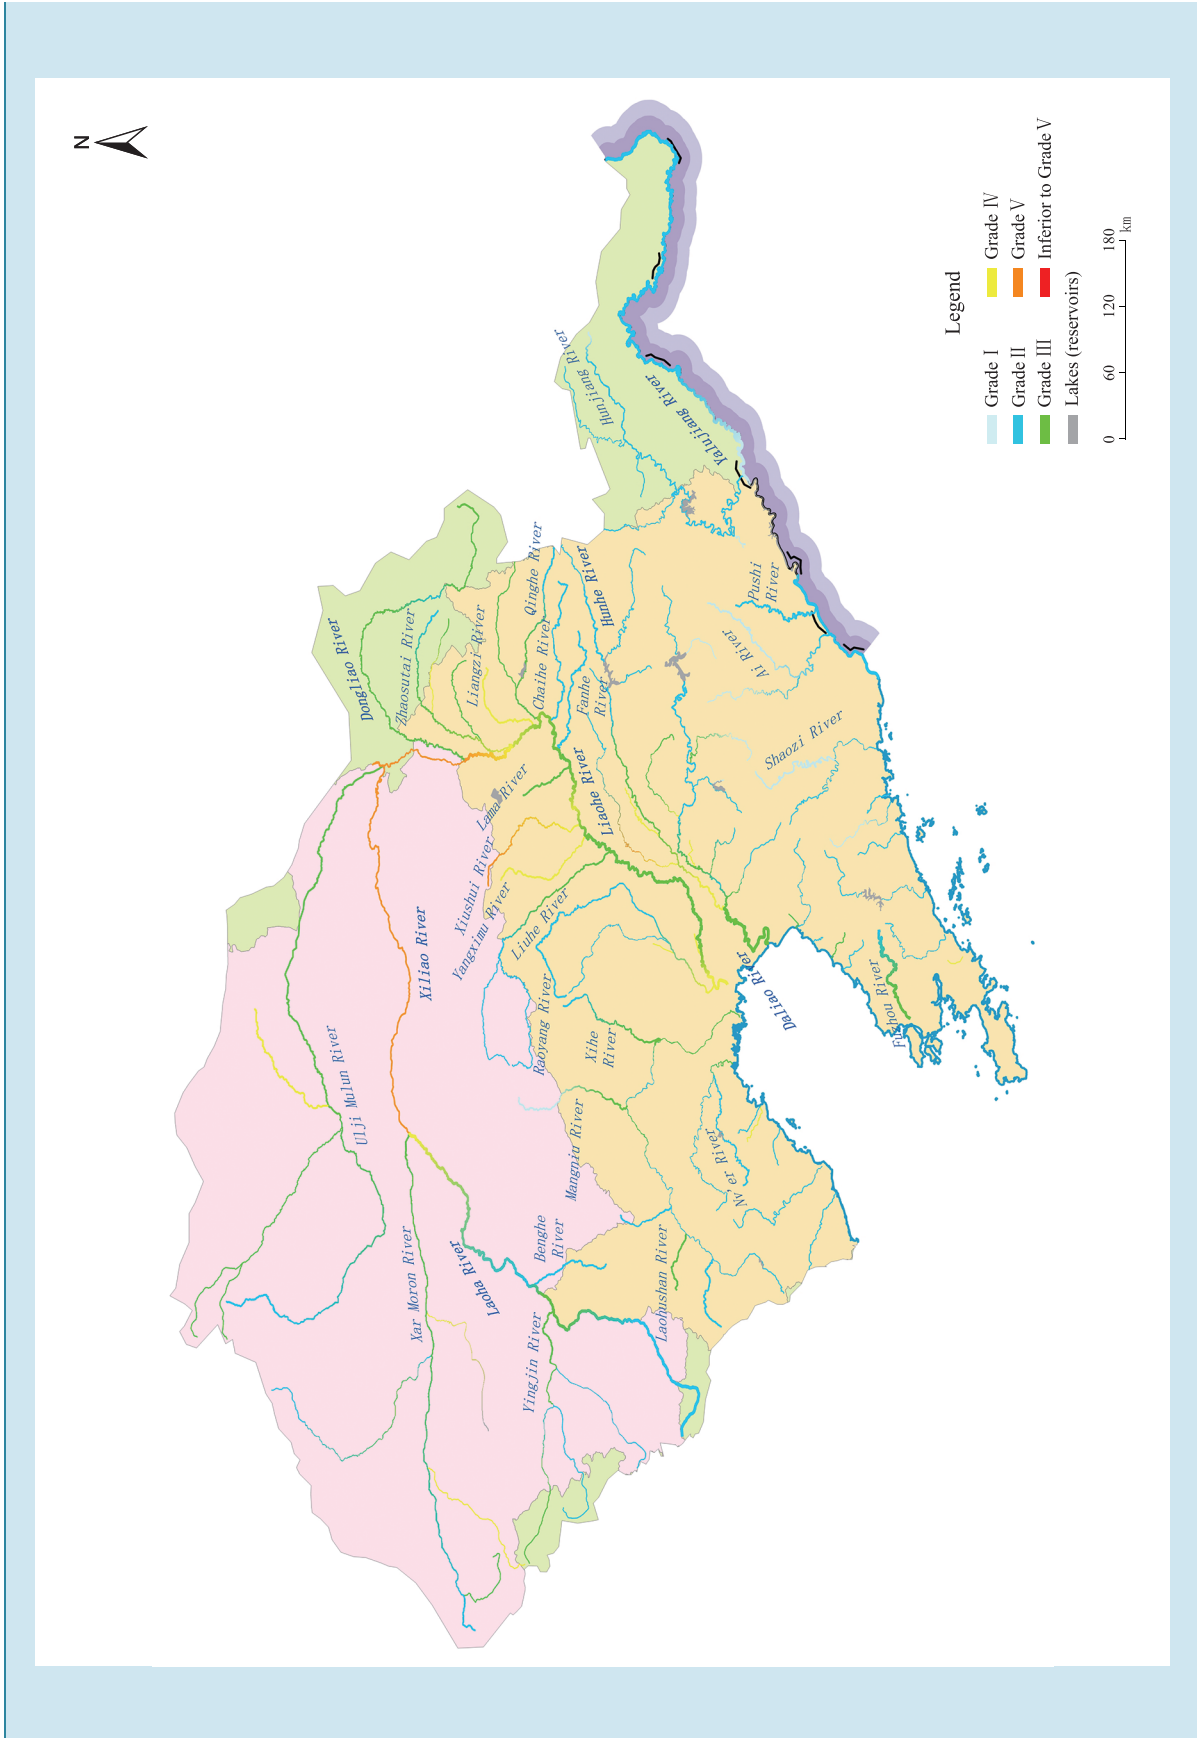 N
Hunjiang River
Yalujiang River
Dongliao River
Zhaosutai River
Liangzi River
Qinghe River
Chaihe River
Hunhe River
Fanhe
River
Pushi
River
Ai River
Shaozi River
Lama River
Liaohe River
Xiushui River
Yangximu River
Liuhe River
Xiliao River
Raoyang River
Xihe
River
Daliao River
Fuzhou River
Ulji Mulun River
Mangniu River
Nv'er River
Benghe
River
Laoha River
Xar Moron River
Laohushan River
Yingjin River
Legend
Grade I
Grade II
Grade III
Lakes (reservoirs)
Grade IV
Grade V
Inferior to Grade V
0 60 120 180
km